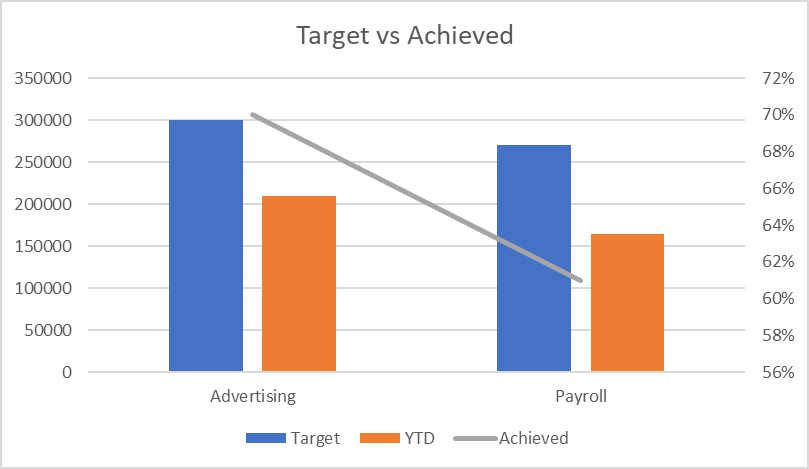 Target vs Achieved
350000
300000
250000
200000
150000
100000
50000
0
72%
70%
68%
66%
64%
62%
60%
58%
56%
Advertising
Payroll
Target
YTD
Achieved